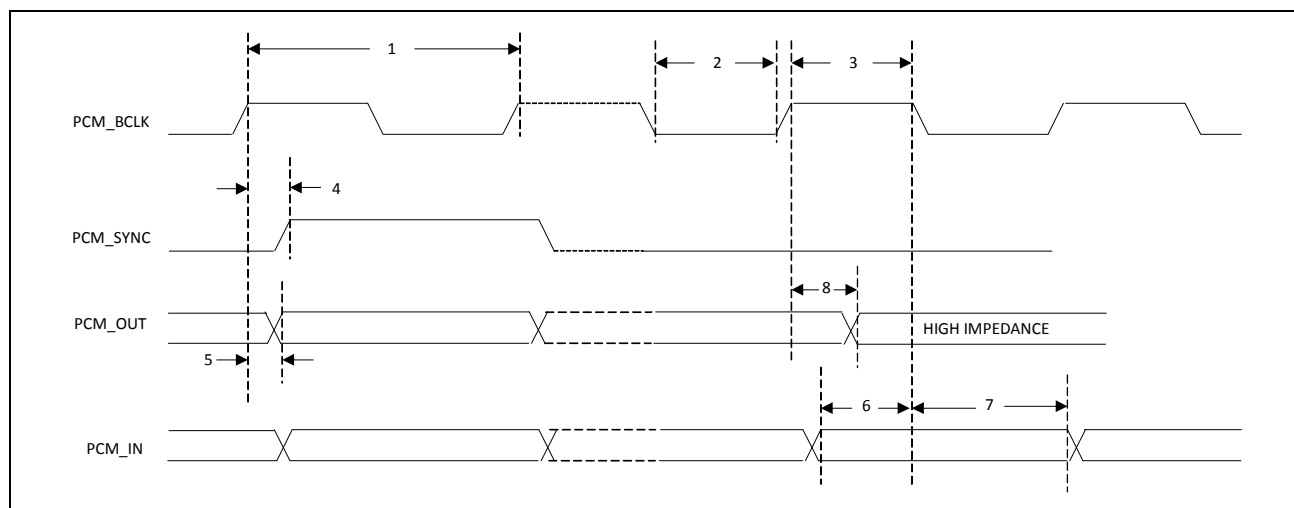 1
2
3
PCM_BCLK
4
PCM_SYNC
8
PCM_OUT
HIGH IMPEDANCE
5
6
7
PCM_IN